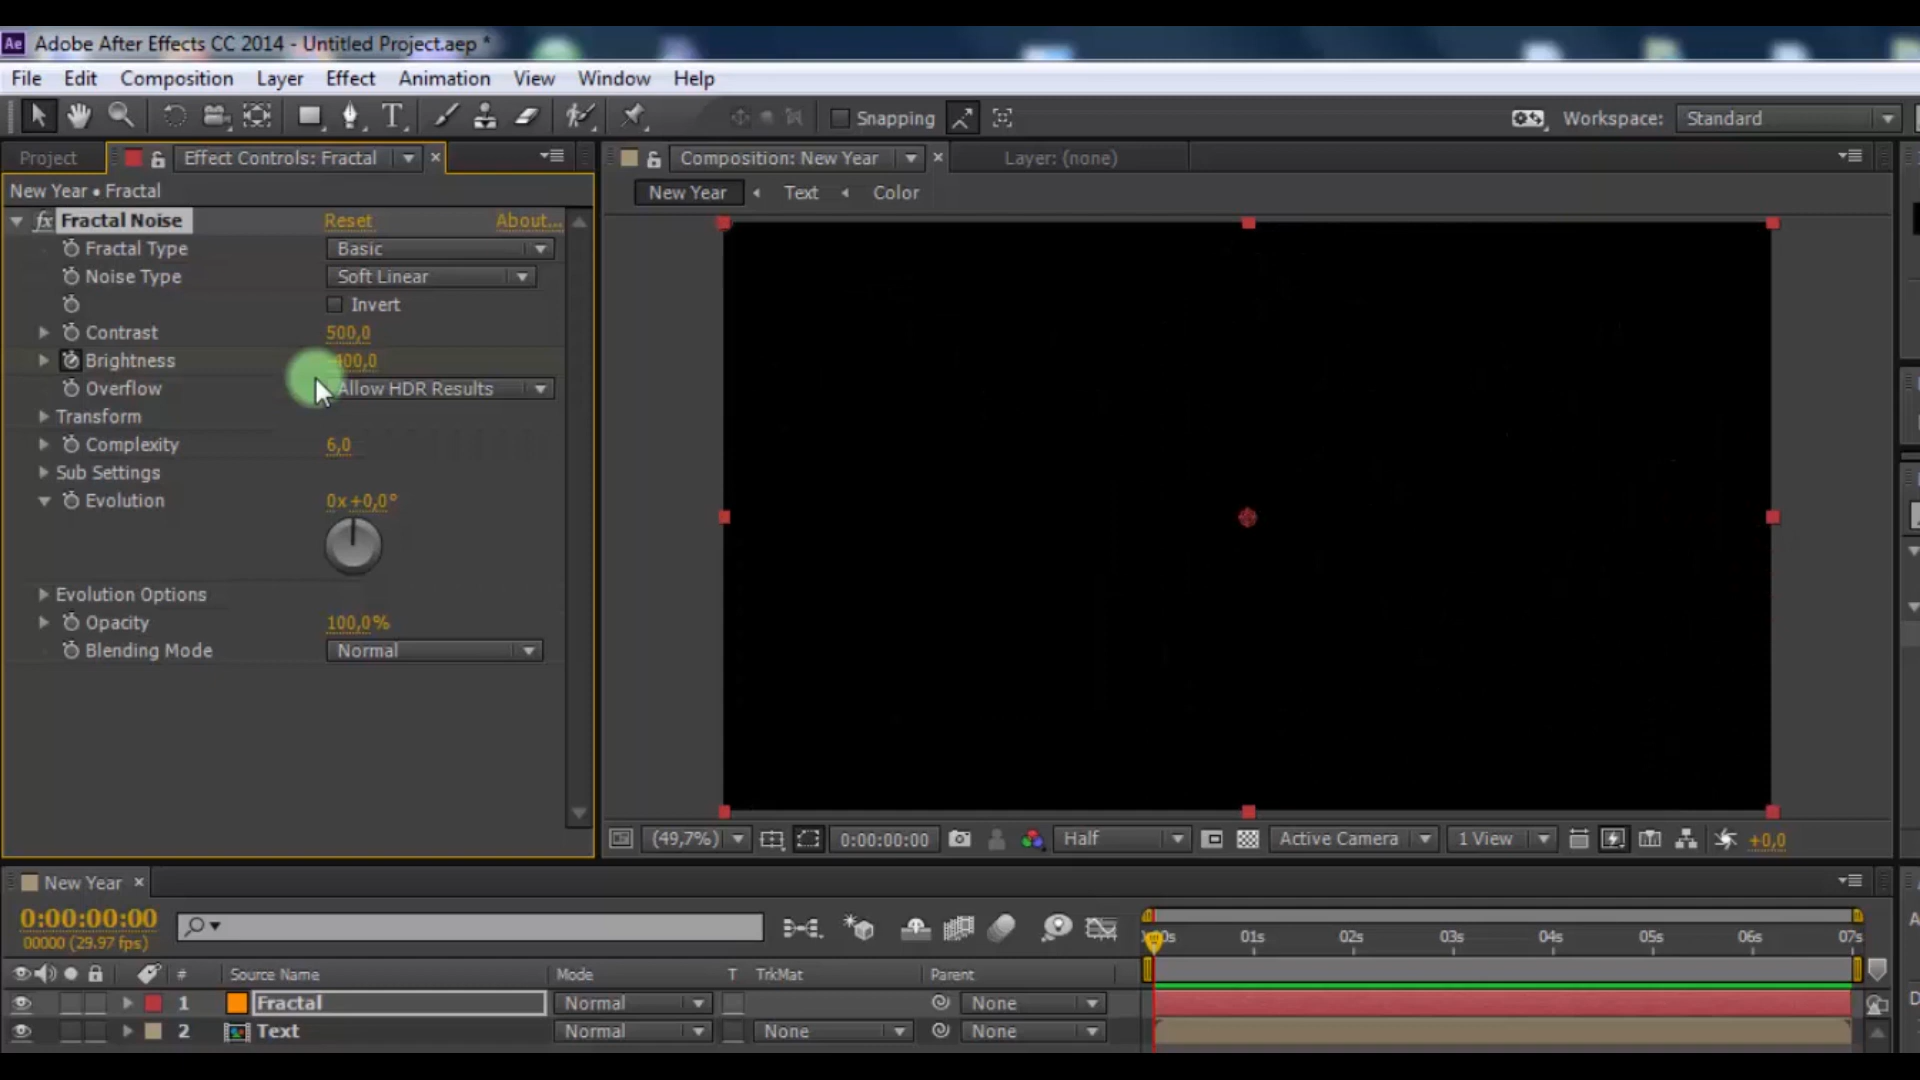 Ae Adobe After Effects CC 2014 - Untitled Project.aep *
File Edit Composition Layer Effect Animation View Window Help
T Snapping Workspace: Standard
Project Effect Controls: Fractal Composition: New Year Layer: (none)
New Year • Fractal
New Year Text Color
fx Fractal Noise Reset About...
Fractal Type Basic
Noise Type Soft Linear
Invert
Contrast 500,0
Brightness -400,0
Overflow Allow HDR Results
Transform
Complexity 6,0
Sub Settings
Evolution 0x+0,0°
Evolution Options
Opacity 100,0%
Blending Mode Normal
(49,7%) 0:00:00:00 Half Active Camera 1 View +0,0
New Year
0:00:00:00
00000 (29.97 fps)
01s 02s 03s 04s 05s 06s 07s
# Source Name Mode T TrkMat Parent
1 Fractal Normal None
2 Text Normal None None